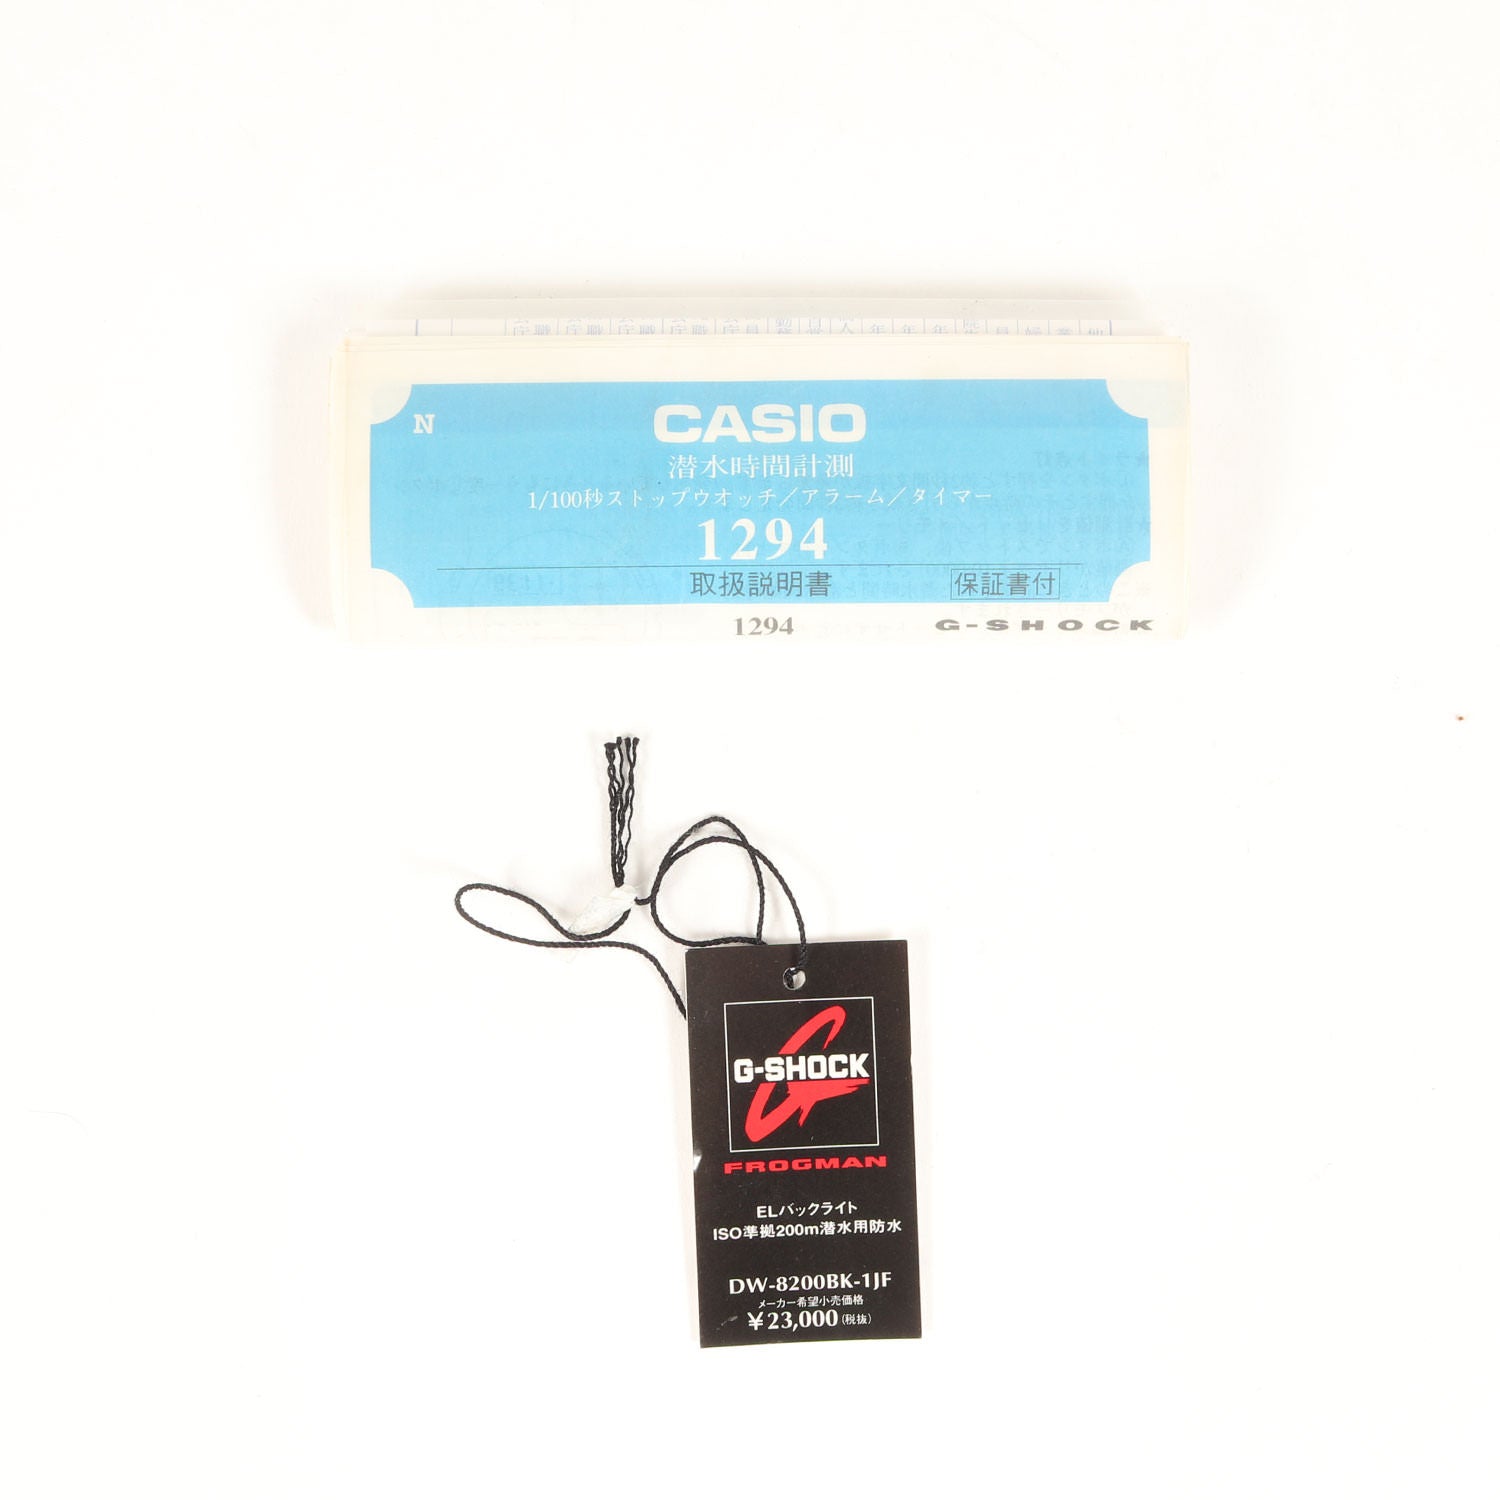 N
CASIO
潜水時間計測
1/100秒ストップウオッチ／アラーム／タイマー
1294
取扱説明書
保証書付
1294
G-SHOCK
G-SHOCK
FROGMAN
ELバックライト
ISO準拠200m潜水用防水
DW-8200BK-1JF
メーカー希望小売価格
￥23,000(税抜)